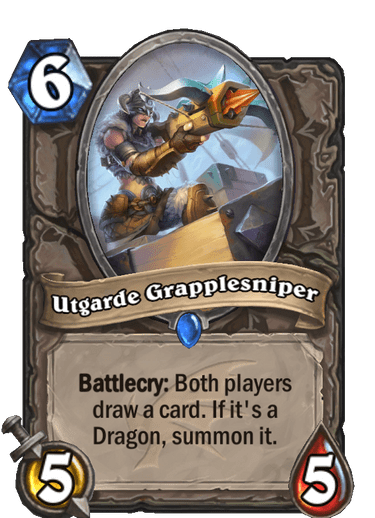 6
Utgarde Grapplesniper
Battlecry: Both players
draw a card. If it's a
Dragon, summon it.
5
5